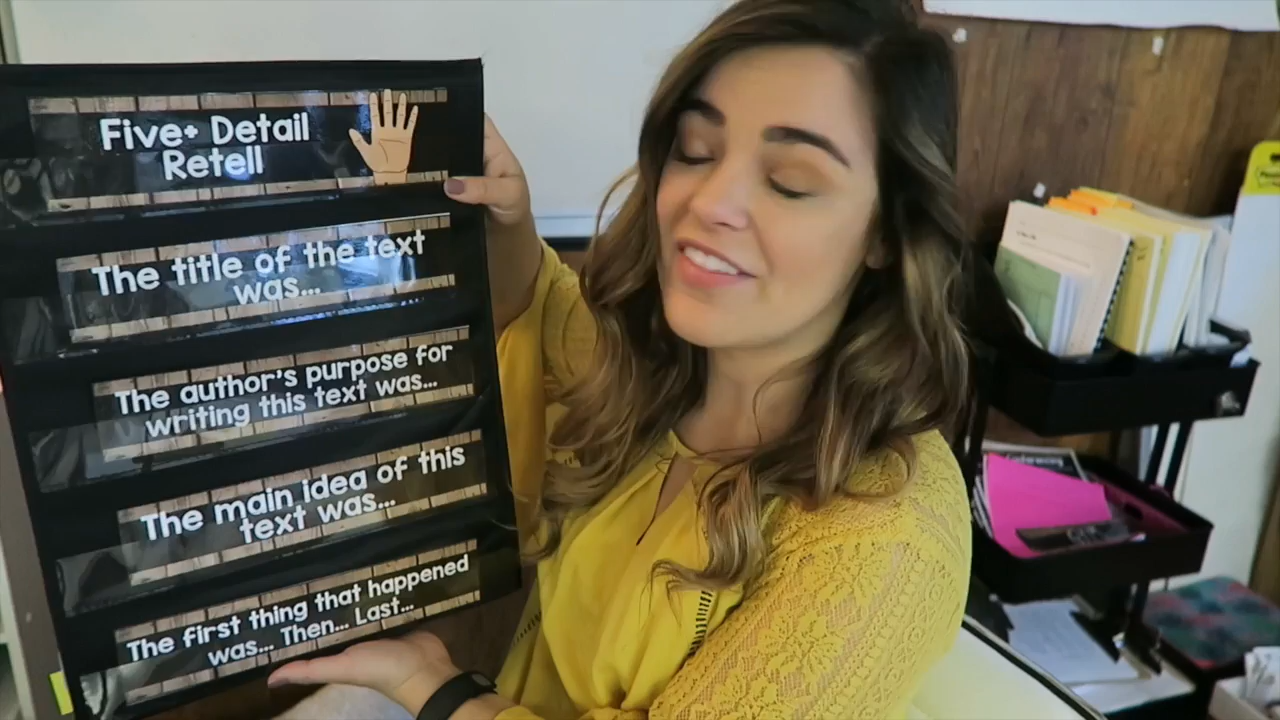 Five+ Detail
Retell
The title of the text
was...
The author's purpose for
writing this text was...
The main idea of this
text was...
The first thing that happened
was... Then... Last...